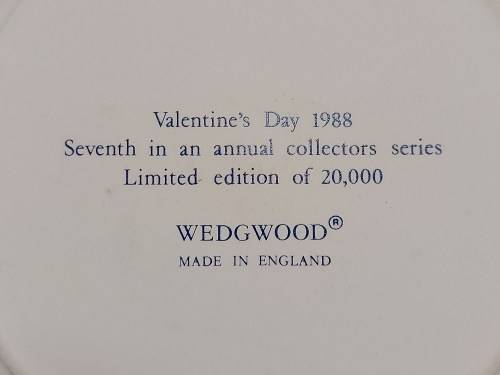 Valentine's Day 1988
Seventh in an annual collectors series
Limited edition of 20,000
WEDGWOOD®
MADE IN ENGLAND